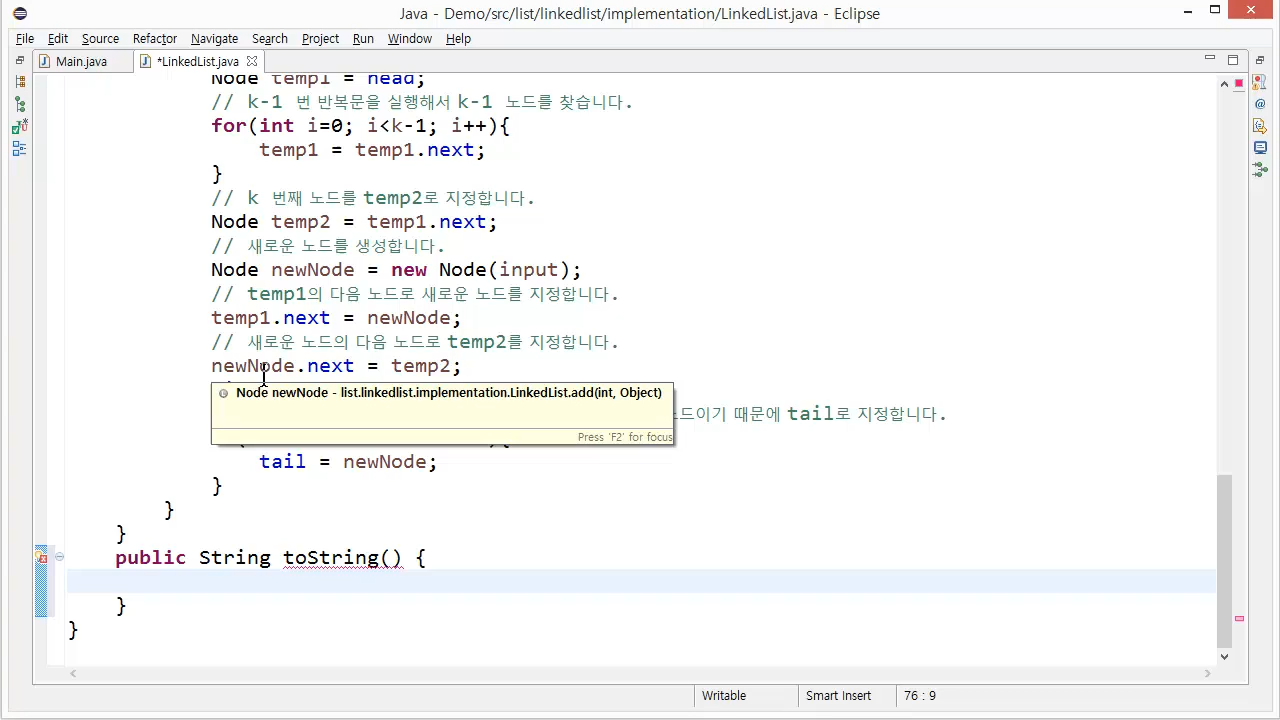 Java - Demo/src/list/linkedlist/implementation/LinkedList.java - Eclipse
File Edit Source Refactor Navigate Search Project Run Window Help
Main.java *LinkedList.java
Node temp1 = head;
// k-1 번 반복문을 실행해서 k-1 노드를 찾습니다.
for(int i=0; i<k-1; i++){
temp1 = temp1.next;
}
// k 번째 노드를 temp2로 지정합니다.
Node temp2 = temp1.next;
// 새로운 노드를 생성합니다.
Node newNode = new Node(input);
// temp1의 다음 노드로 새로운 노드를 지정합니다.
temp1.next = newNode;
// 새로운 노드의 다음 노드로 temp2를 지정합니다.
newNode.next = temp2;
Node newNode - list.linkedlist.implementation.LinkedList.add(int, Object)
이기 때문에 tail로 지정합니다.
Press 'F2' for focus
tail = newNode;
}
}
}
public String toString() {
}
}
Writable Smart Insert 76 : 9